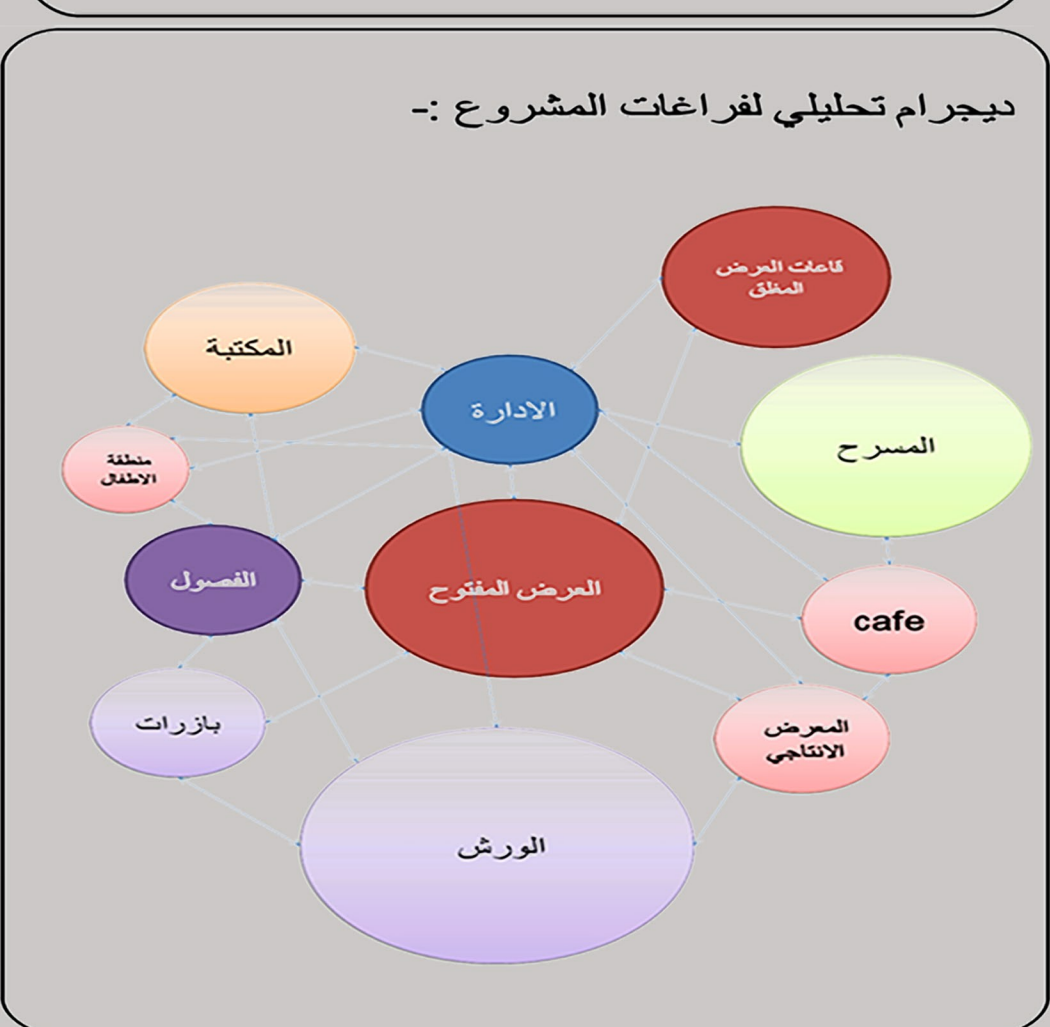 ديجرام تحليلي لفراغات المشروع :-
قاعات العرض
المغلق
المكتبة
الادارة
المسرح
منطقة
الاطفال
الفصول
العرض المفتوح
cafe
بازرات
المعرض
الانتاجي
الورش